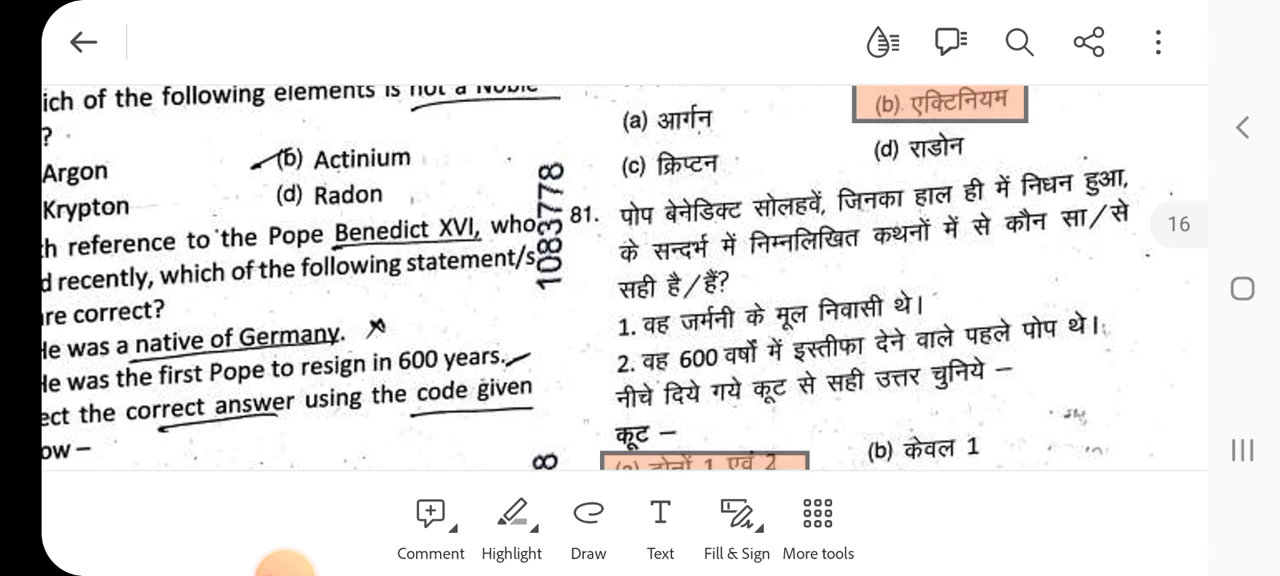 ich of the following elements is not a Noble
?
Argon
(b) Actinium
Krypton
(d) Radon
h reference to the Pope Benedict XVI, who
d recently, which of the following statement/s
re correct?
He was a native of Germany.
He was the first Pope to resign in 600 years.
ect the correct answer using the code given
ow –
1083778
8
(a) आर्गन
(b) एक्टिनियम
(c) क्रिप्टन
(d) राडोन
81. पोप बेनेडिक्ट सोलहवें, जिनका हाल ही में निधन हुआ,
के सन्दर्भ में निम्नलिखित कथनों में से कौन सा/से
सही है/हैं?
1. वह जर्मनी के मूल निवासी थे।
2. वह 600 वर्षों में इस्तीफा देने वाले पहले पोप थे।
नीचे दिये गये कूट से सही उत्तर चुनिये –
कूट –
(a) दोनों 1 एवं 2
(b) केवल 1
16
Comment
Highlight
Draw
T
Text
Fill & Sign
More tools